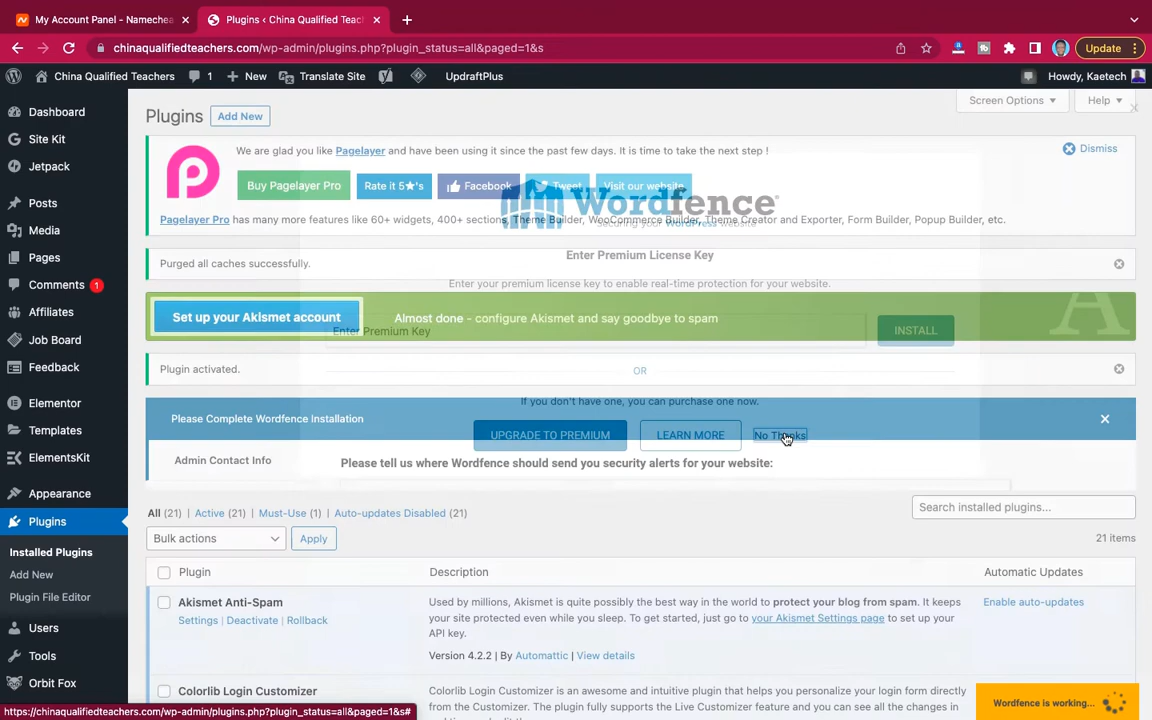 My Account Panel - Namechea
Plugins ‹ China Qualified Teac
chinaqualifiedteachers.com/wp-admin/plugins.php?plugin_status=all&paged=1&s
Update
China Qualified Teachers
1
New
Translate Site
UpdraftPlus
Howdy, Kaetech
Dashboard
Site Kit
Jetpack
Posts
Media
Pages
Comments 1
Affiliates
Job Board
Feedback
Elementor
Templates
ElementsKit
Appearance
Plugins
Installed Plugins
Add New
Plugin File Editor
Users
Tools
Orbit Fox
Plugins
Add New
Screen Options
Help
We are glad you like Pagelayer and have been using it since the past few days. It is time to take the next step !
Dismiss
Buy Pagelayer Pro
Rate it 5★'s
Facebook
Tweet
Visit our website
Pagelayer Pro has many more features like 60+ widgets, 400+ sections, Theme Builder, WooCommerce Builder, Theme Creator and Exporter, Form Builder, Popup Builder, etc.
Wordfence
Securing your WordPress website
Enter Premium License Key
Purged all caches successfully.
Enter your premium license key to enable real-time protection for your website.
Set up your Akismet account
Almost done - configure Akismet and say goodbye to spam
Enter Premium Key
INSTALL
Plugin activated.
OR
If you don't have one, you can purchase one now.
Please Complete Wordfence Installation
UPGRADE TO PREMIUM
LEARN MORE
No Thanks
Admin Contact Info
Please tell us where Wordfence should send you security alerts for your website:
All (21) | Active (21) | Must-Use (1) | Auto-updates Disabled (21)
Search installed plugins...
Bulk actions
Apply
21 items
Plugin
Description
Automatic Updates
Akismet Anti-Spam
Settings | Deactivate | Rollback
Used by millions, Akismet is quite possibly the best way in the world to protect your blog from spam. It keeps
your site protected even while you sleep. To get started, just go to your Akismet Settings page to set up your
API key.
Version 4.2.2 | By Automattic | View details
Enable auto-updates
Colorlib Login Customizer
Colorlib Login Customizer is an awesome and intuitive plugin that helps you personalize your login form directly
from the Customizer. The plugin fully supports the Live Customizer feature and you can see all the changes in
Wordfence is working...
https://chinaqualifiedteachers.com/wp-admin/plugins.php?plugin_status=all&paged=1&s#